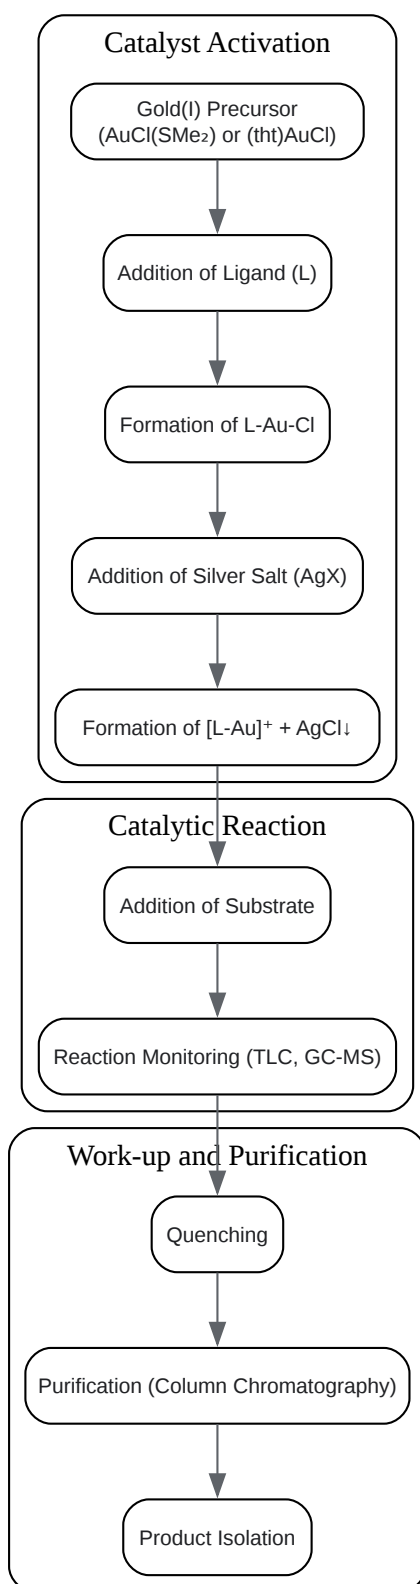 Catalyst Activation
Gold(I) Precursor
(AuCl(SMe₂) or (tht)AuCl)
Addition of Ligand (L)
Formation of L-Au-Cl
Addition of Silver Salt (AgX)
Formation of [L-Au]⁺ + AgCl↓
Catalytic Reaction
Addition of Substrate
Reaction Monitoring (TLC, GC-MS)
Work-up and Purification
Quenching
Purification (Column Chromatography)
Product Isolation